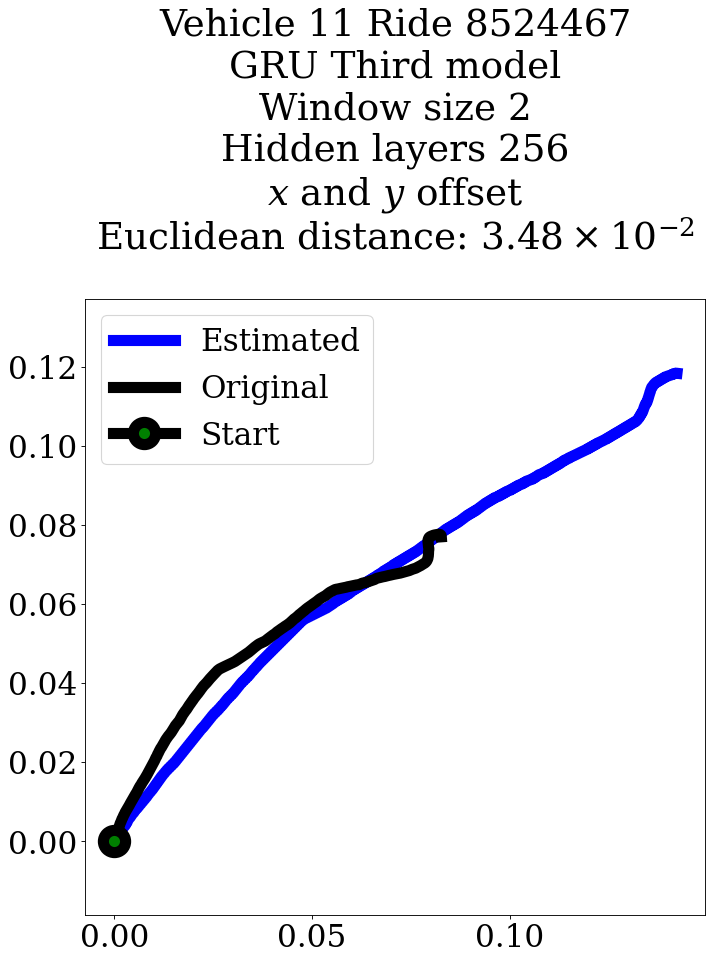 Vehicle 11 Ride 8524467
GRU Third model
Window size 2
Hidden layers 256
x and y offset
Euclidean distance: 3.48 × 10⁻²
Estimated
Original
Start
0.12
0.10
0.08
0.06
0.04
0.02
0.00
0.00 0.05 0.10